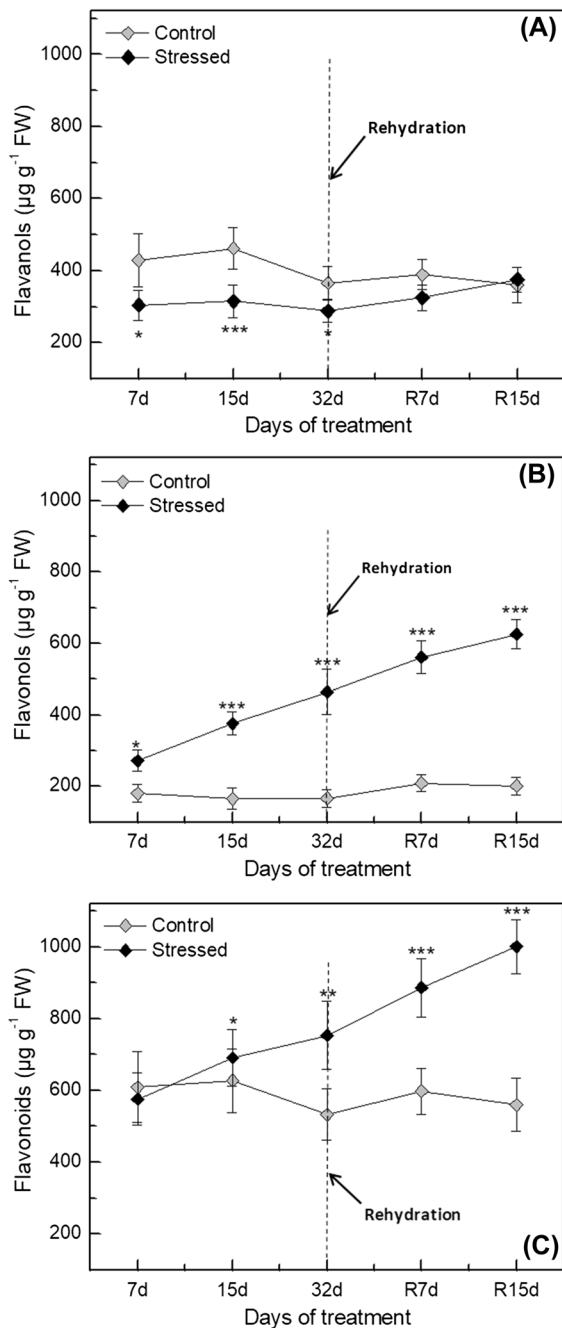 (A)
Control
Stressed
1000
800
600
400
200
Flavanols (µg g⁻¹ FW)
Rehydration
*
***
*
7d 15d 32d R7d R15d
Days of treatment
(B)
Control
Stressed
1000
800
600
400
200
Flavonols (µg g⁻¹ FW)
Rehydration
*
***
***
***
***
7d 15d 32d R7d R15d
Days of treatment
(C)
Control
Stressed
1000
800
600
400
200
Flavonoids (µg g⁻¹ FW)
*
**
***
***
Rehydration
7d 15d 32d R7d R15d
Days of treatment